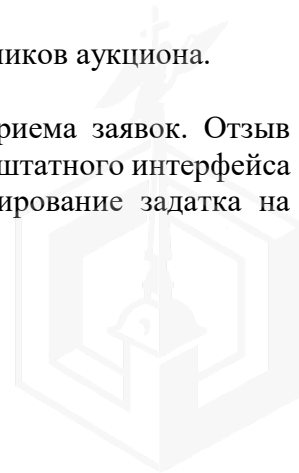 ников аукциона.
риема заявок. Отзыв
штатного интерфейса
ирование задатка на